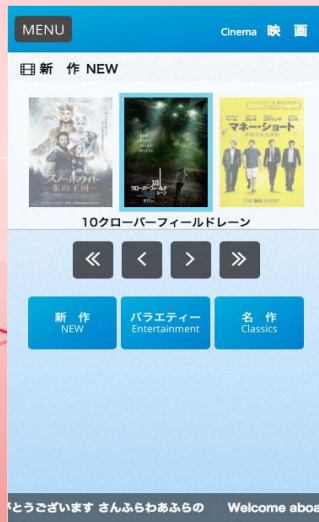 MENU
Cinema 映 画
新 作 NEW
スノーホワイト
氷の王国
10
クローバーフィールド
レーン
マネー・ショート
THE BIG SHORT
10クローバーフィールドレーン
新 作
NEW
バラエティー
Entertainment
名 作
Classics
とうございます さんふらわあふらの Welcome aboa